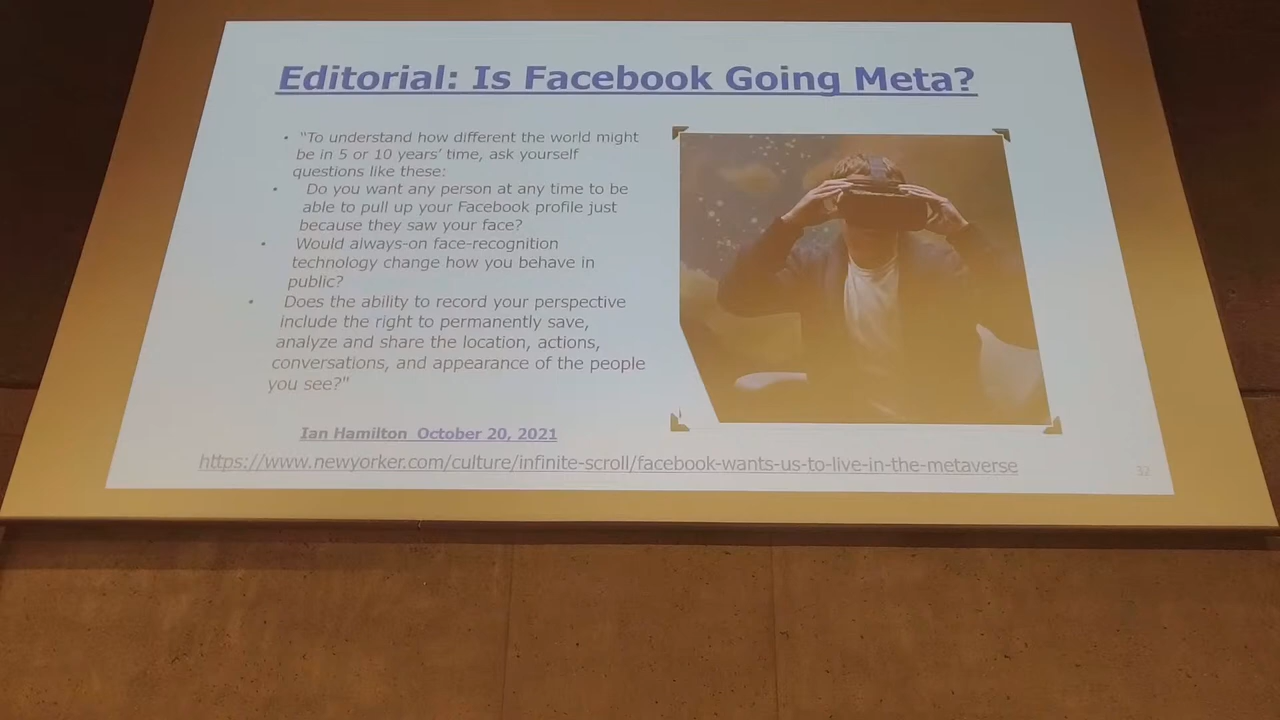 Editorial: Is Facebook Going Meta?
• "To understand how different the world might
be in 5 or 10 years' time, ask yourself
questions like these:
• Do you want any person at any time to be
able to pull up your Facebook profile just
because they saw your face?
• Would always-on face-recognition
technology change how you behave in
public?
• Does the ability to record your perspective
include the right to permanently save,
analyze and share the location, actions,
conversations, and appearance of the people
you see?"
Ian Hamilton October 20, 2021
https://www.newyorker.com/culture/infinite-scroll/facebook-wants-us-to-live-in-the-metaverse
32